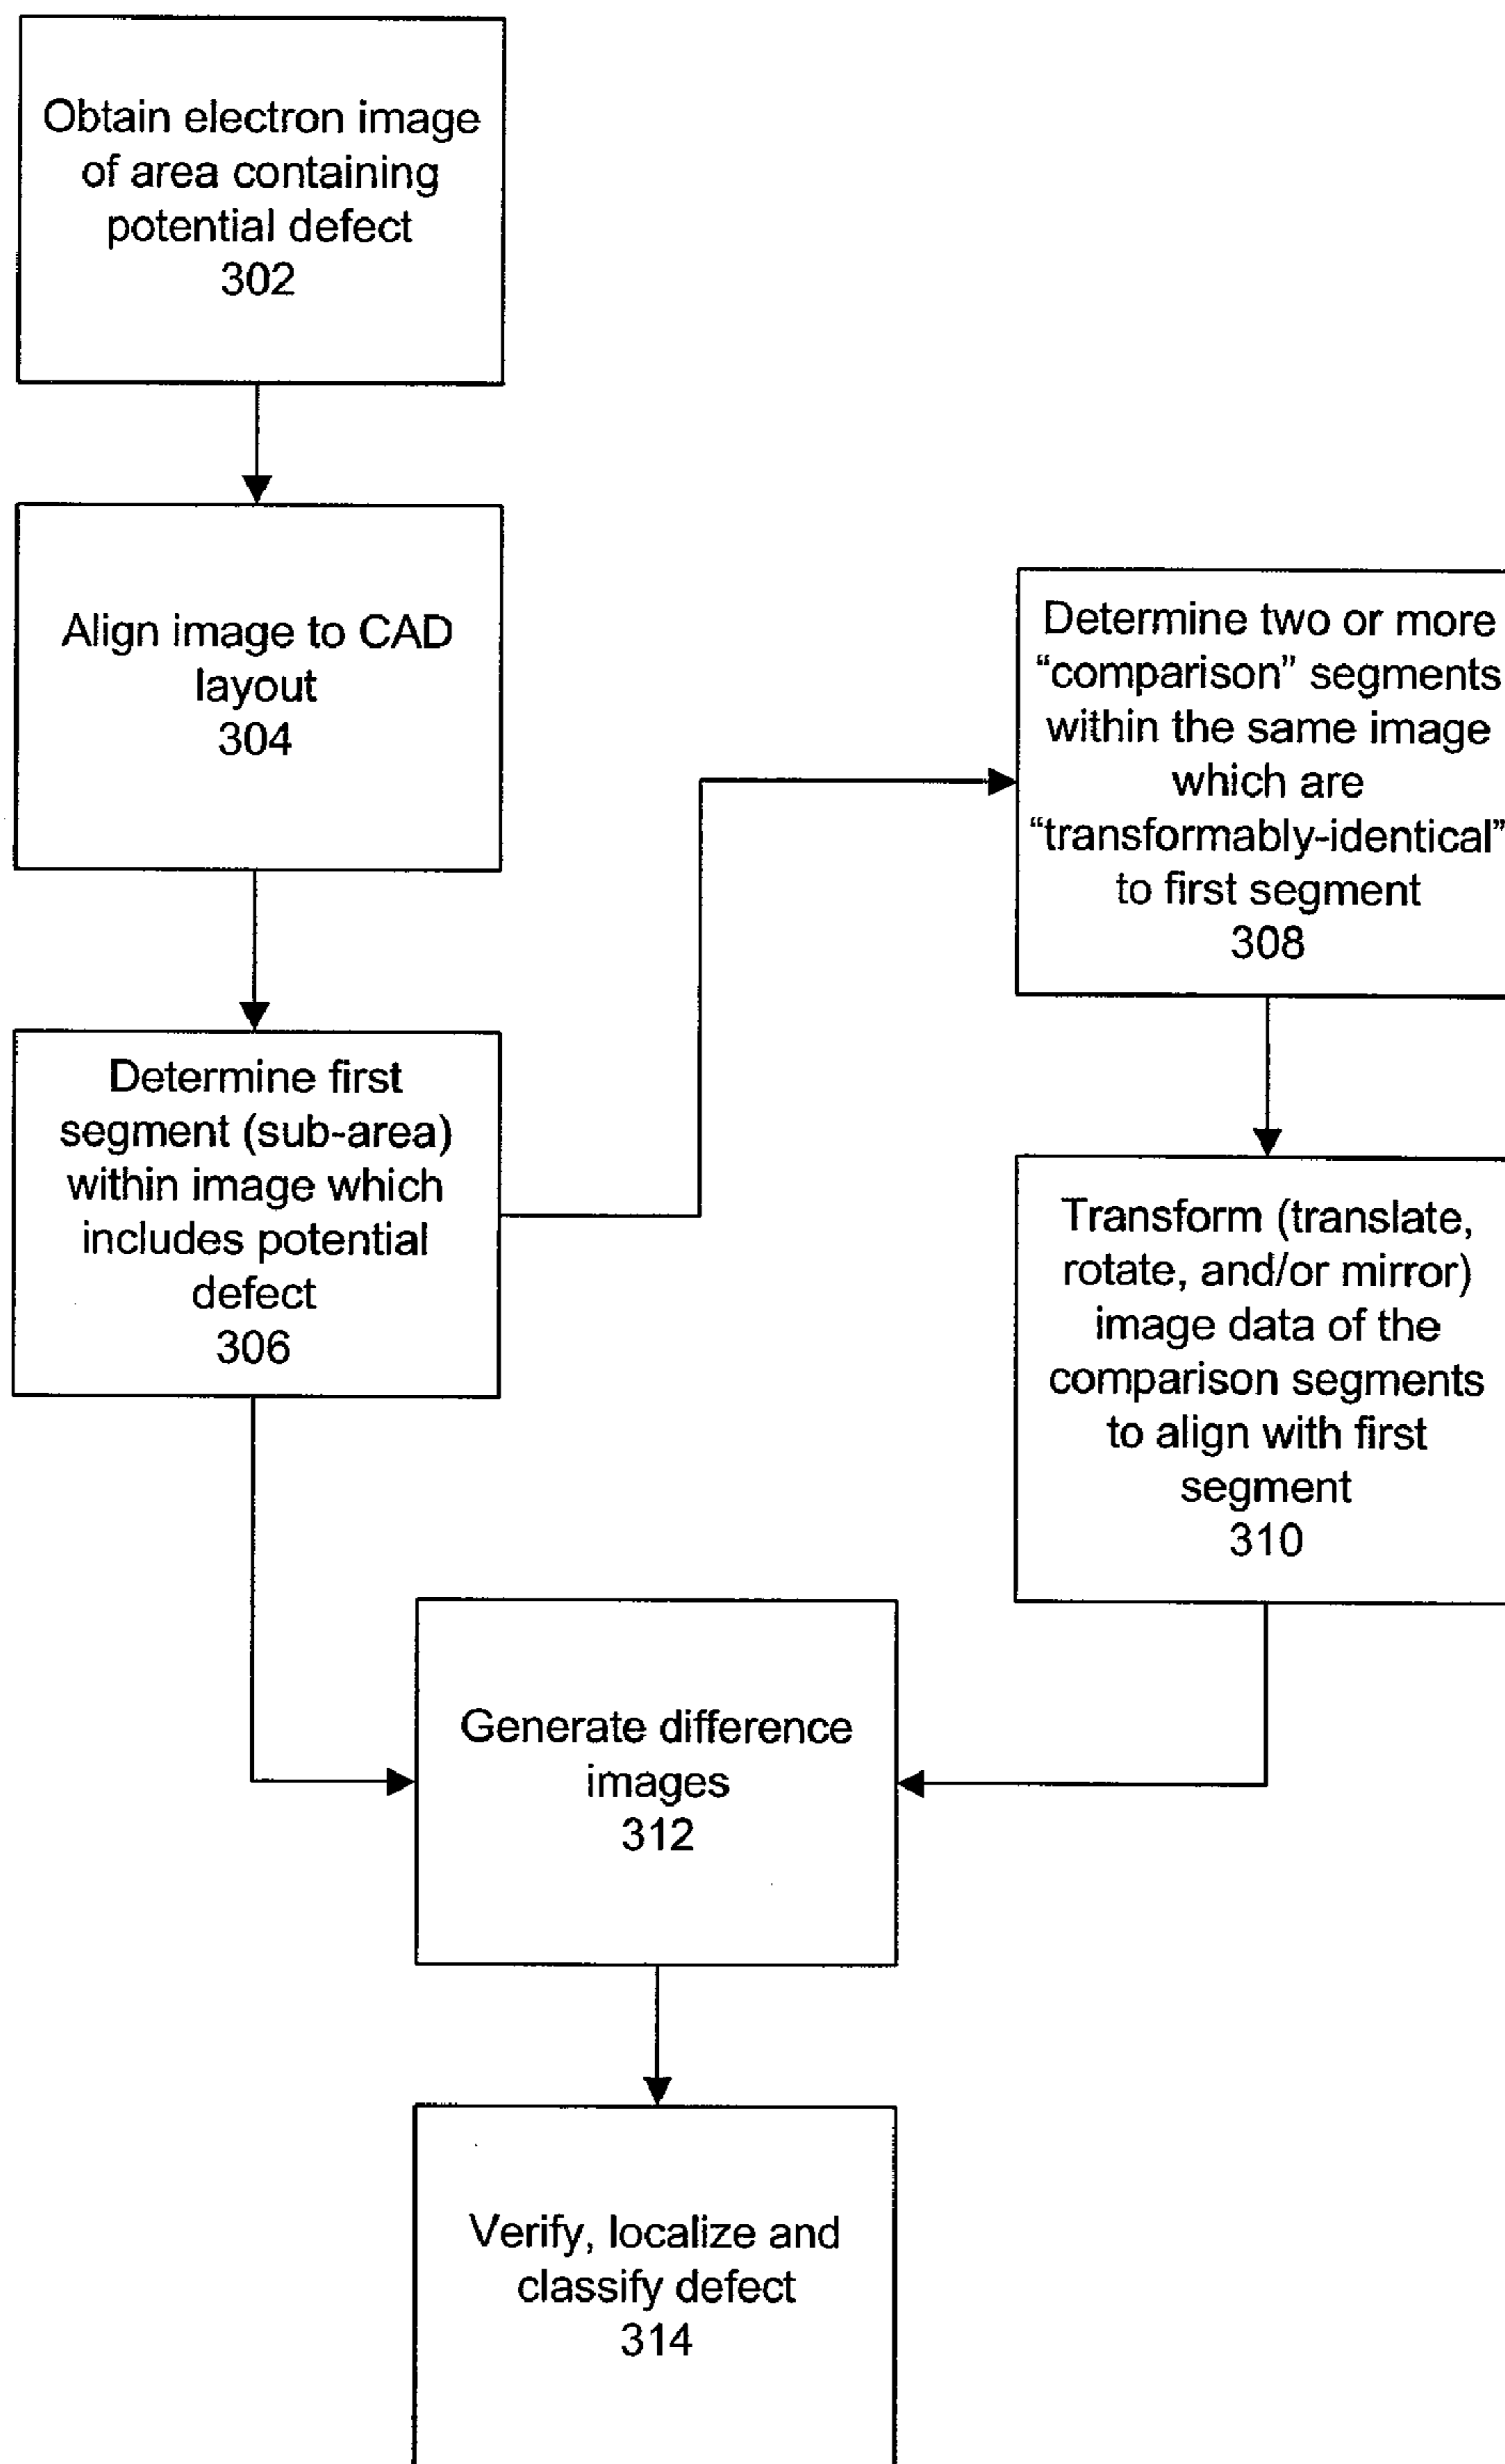 Obtain electron image
of area containing
potential defect
302
Align image to CAD
layout
304
Determine first
segment (sub-area)
within image which
includes potential
defect
306
Determine two or more
“comparison” segments
within the same image
which are
“transformably-identical”
to first segment
308
Transform (translate,
rotate, and/or mirror)
image data of the
comparison segments
to align with first
segment
310
Generate difference
images
312
Verify, localize and
classify defect
314